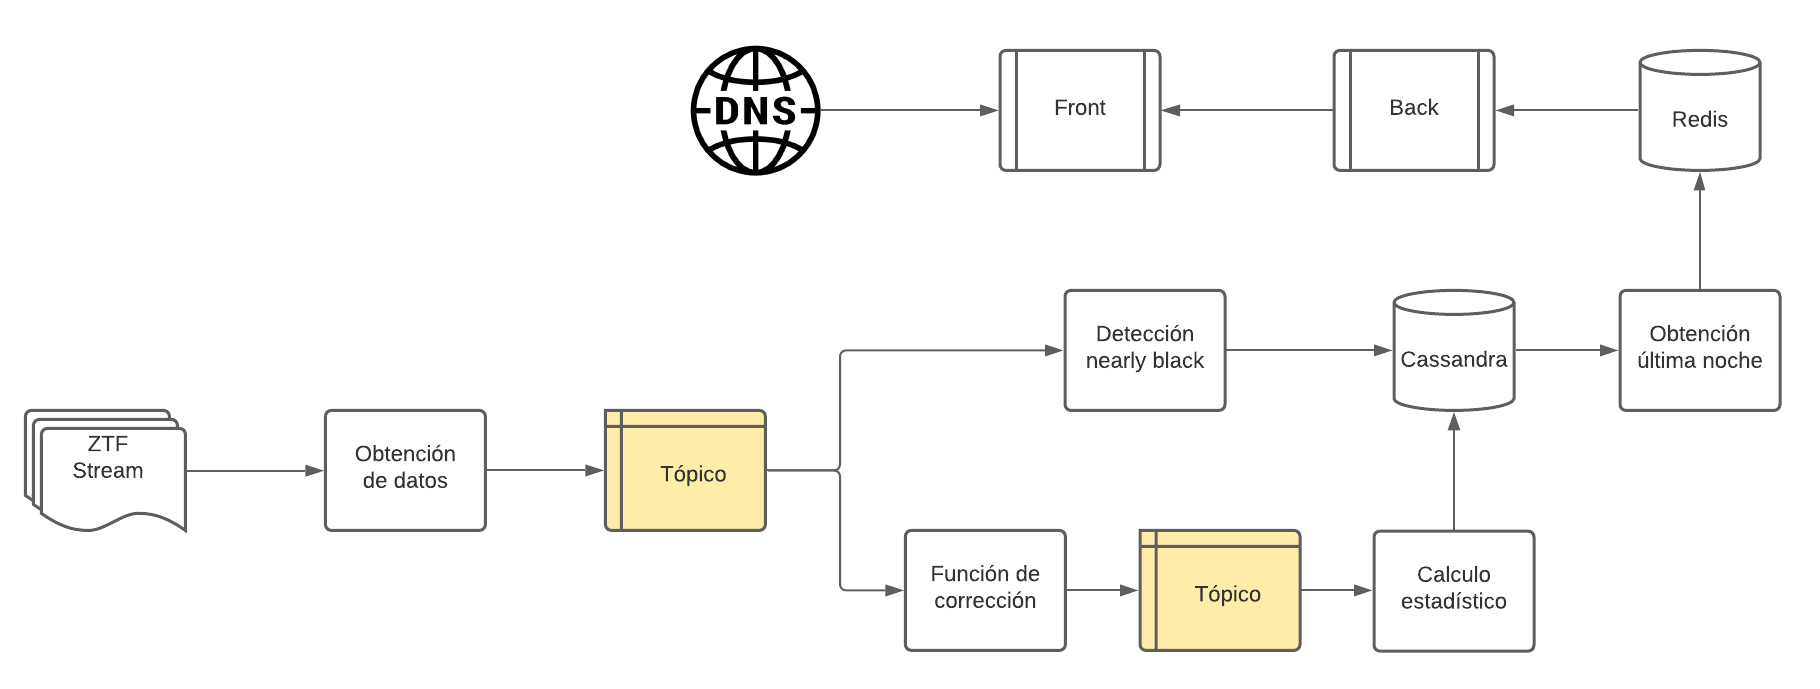 DNS
Front
Back
Redis
Detección
nearly black
Cassandra
Obtención
última noche
ZTF
Stream
Obtención
de datos
Tópico
Función de
corrección
Tópico
Calculo
estadístico